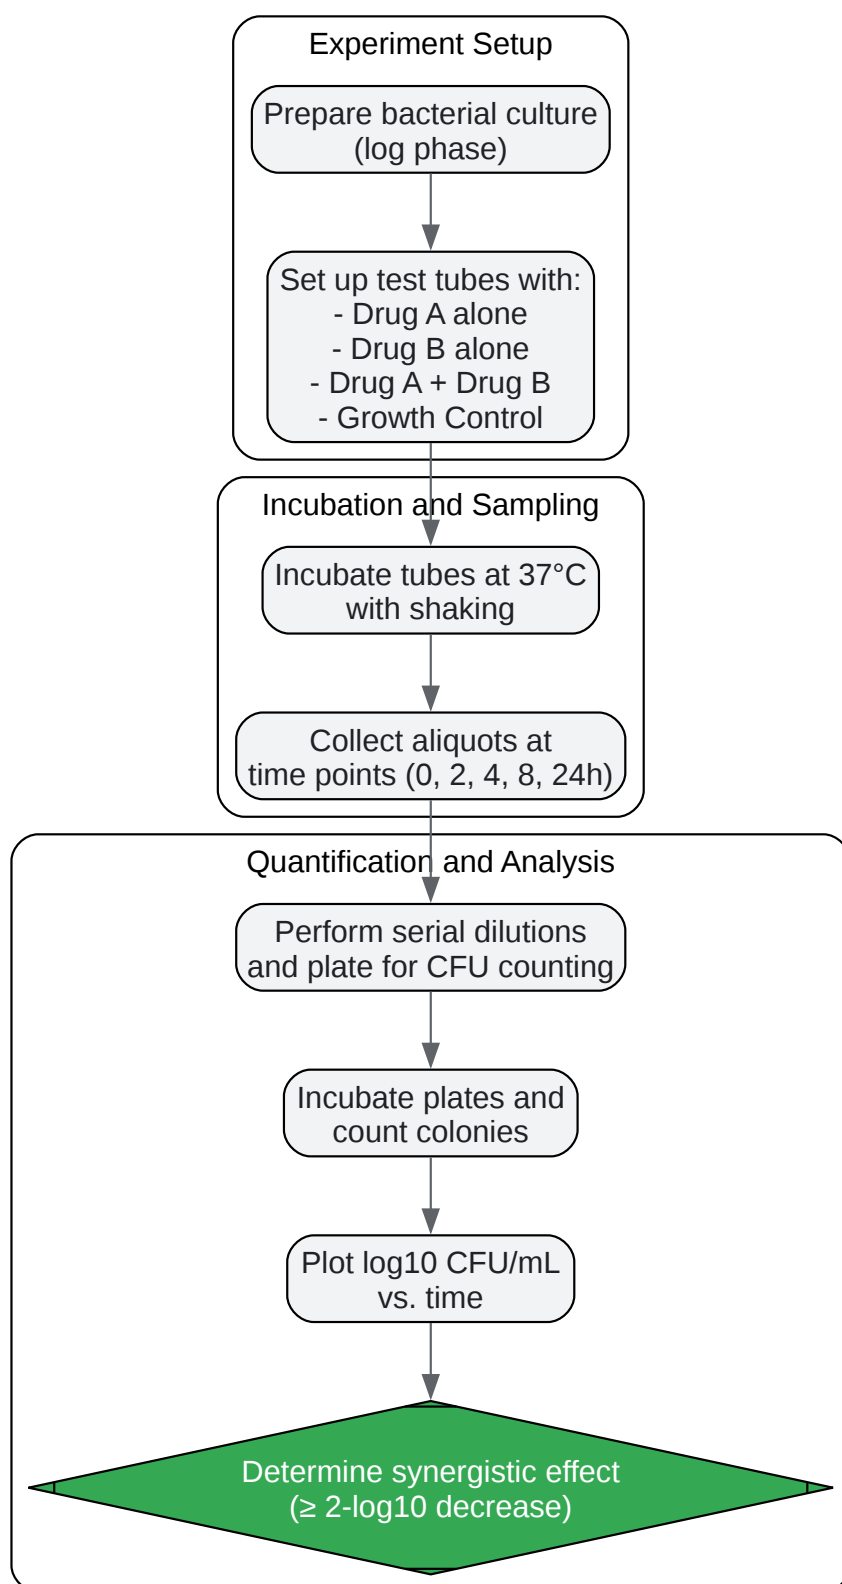 Experiment Setup
Prepare bacterial culture
(log phase)
Set up test tubes with:
- Drug A alone
- Drug B alone
- Drug A + Drug B
- Growth Control
Incubation and Sampling
Incubate tubes at 37°C
with shaking
Collect aliquots at
time points (0, 2, 4, 8, 24h)
Quantification and Analysis
Perform serial dilutions
and plate for CFU counting
Incubate plates and
count colonies
Plot log10 CFU/mL
vs. time
Determine synergistic effect
(≥ 2-log10 decrease)